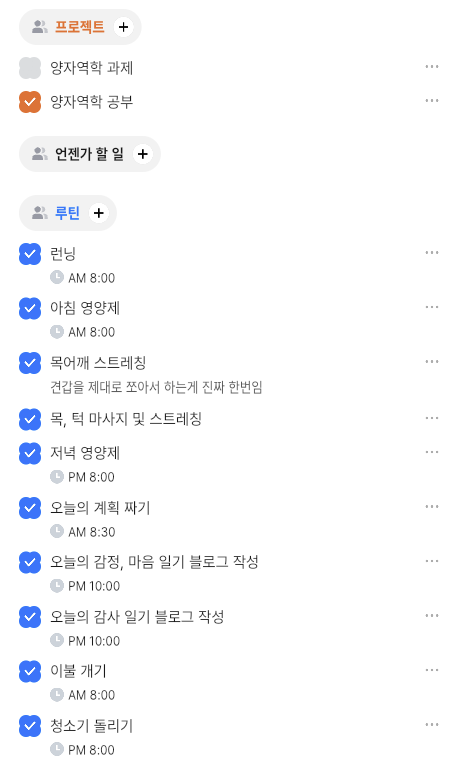 프로젝트
양자역학 과제
양자역학 공부
언젠가 할 일
루틴
런닝
AM 8:00
아침 영양제
AM 8:00
목어깨 스트레칭
견갑을 제대로 쪼아서 하는게 진짜 한번임
목, 턱 마사지 및 스트레칭
저녁 영양제
PM 8:00
오늘의 계획 짜기
AM 8:30
오늘의 감정, 마음 일기 블로그 작성
PM 10:00
오늘의 감사 일기 블로그 작성
PM 10:00
이불 개기
AM 8:00
청소기 돌리기
PM 8:00